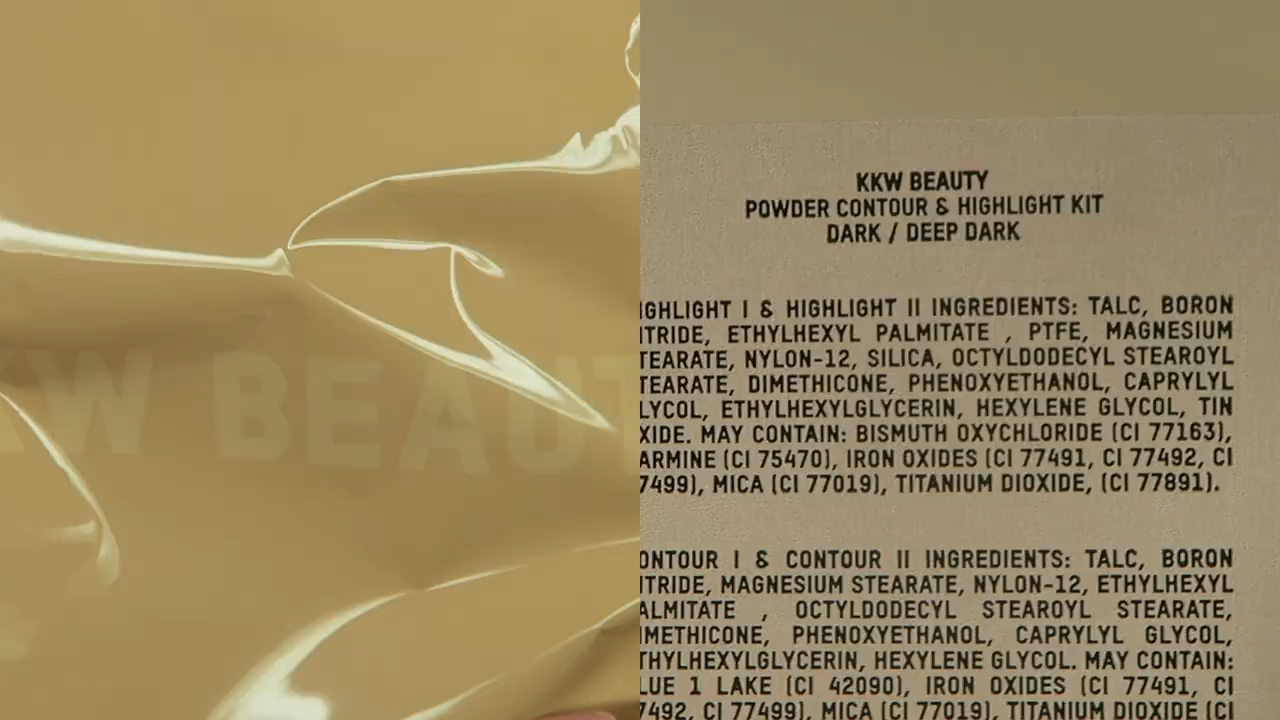 KW BEAUT
KKW BEAUTY
POWDER CONTOUR & HIGHLIGHT KIT
DARK / DEEP DARK
IGHLIGHT I & HIGHLIGHT II INGREDIENTS: TALC, BORON
ITRIDE, ETHYLHEXYL PALMITATE , PTFE, MAGNESIUM
TEARATE, NYLON-12, SILICA, OCTYLDODECYL STEAROYL
TEARATE, DIMETHICONE, PHENOXYETHANOL, CAPRYLYL
LYCOL, ETHYLHEXYLGLYCERIN, HEXYLENE GLYCOL, TIN
XIDE. MAY CONTAIN: BISMUTH OXYCHLORIDE (CI 77163),
ARMINE (CI 75470), IRON OXIDES (CI 77491, CI 77492, CI
7499), MICA (CI 77019), TITANIUM DIOXIDE, (CI 77891).
ONTOUR I & CONTOUR II INGREDIENTS: TALC, BORON
ITRIDE, MAGNESIUM STEARATE, NYLON-12, ETHYLHEXYL
ALMITATE , OCTYLDODECYL STEAROYL STEARATE,
IMETHICONE, PHENOXYETHANOL, CAPRYLYL GLYCOL,
THYLHEXYLGLYCERIN, HEXYLENE GLYCOL. MAY CONTAIN:
LUE 1 LAKE (CI 42090), IRON OXIDES (CI 77491, CI
7492, CI 77499), MICA (CI 77019), TITANIUM DIOXIDE (CI